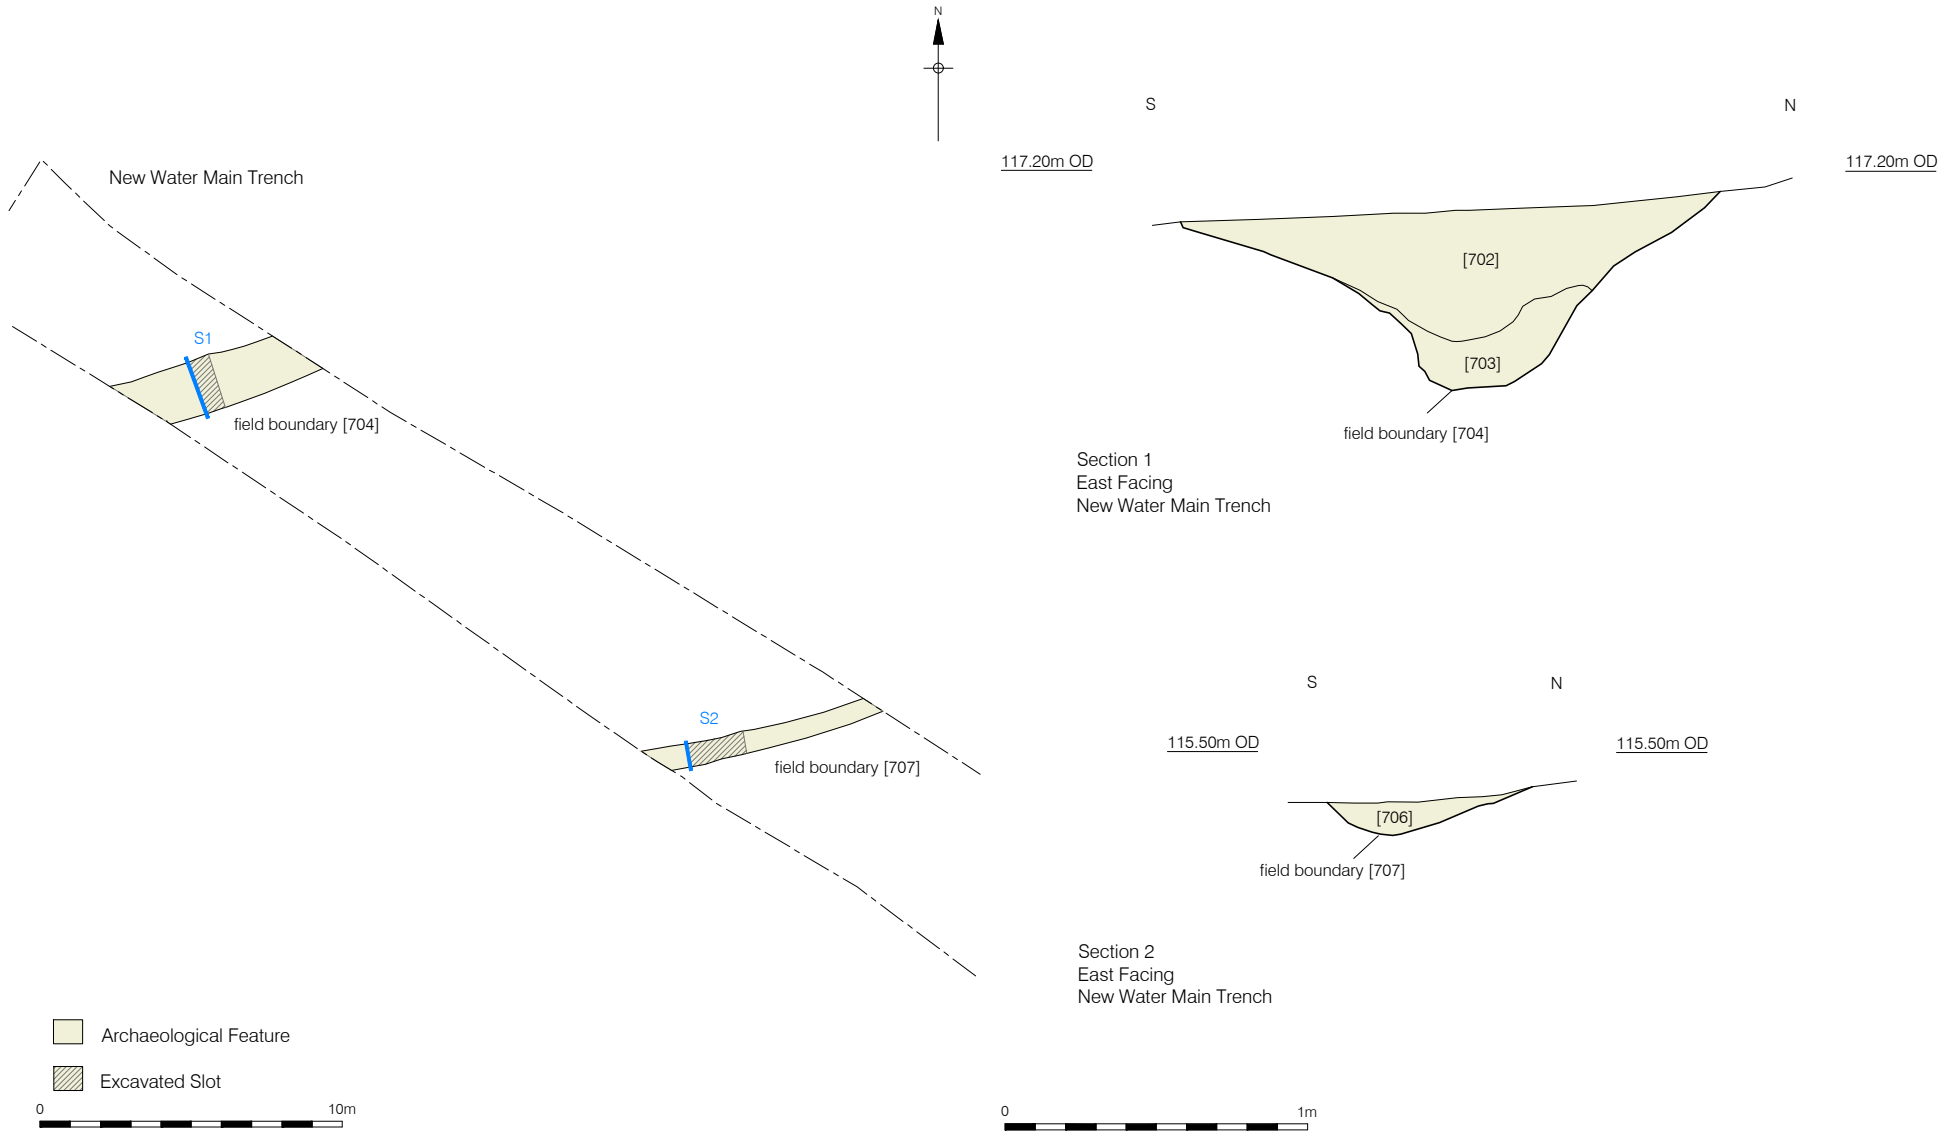 N
New Water Main Trench
S1
field boundary [704]
S2
field boundary [707]
Archaeological Feature
Excavated Slot
0 10m
S N
117.20m OD 117.20m OD
[702]
[703]
field boundary [704]
Section 1
East Facing
New Water Main Trench
S N
115.50m OD 115.50m OD
[706]
field boundary [707]
Section 2
East Facing
New Water Main Trench
0 1m